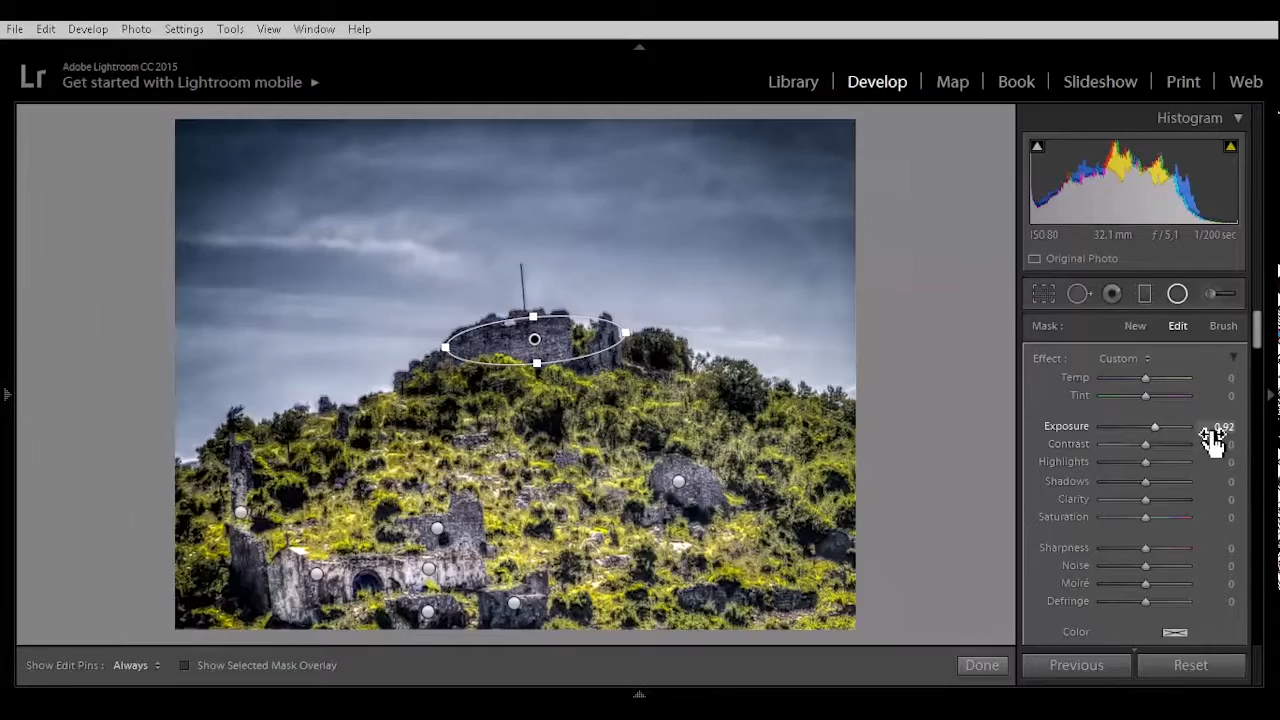 File Edit Develop Photo Settings Tools View Window Help
Lr
Adobe Lightroom CC 2015
Get started with Lightroom mobile
Library Develop Map Book Slideshow Print Web
Histogram
ISO 80 32.1 mm ƒ / 5,1 1/200 sec
Original Photo
Mask : New Edit Brush
Effect : Custom
Temp 0
Tint 0
Exposure 0,92
Contrast 0
Highlights 0
Shadows 0
Clarity 0
Saturation 0
Sharpness 0
Noise 0
Moiré 0
Defringe 0
Color
Show Edit Pins : Always Show Selected Mask Overlay Done
Previous Reset